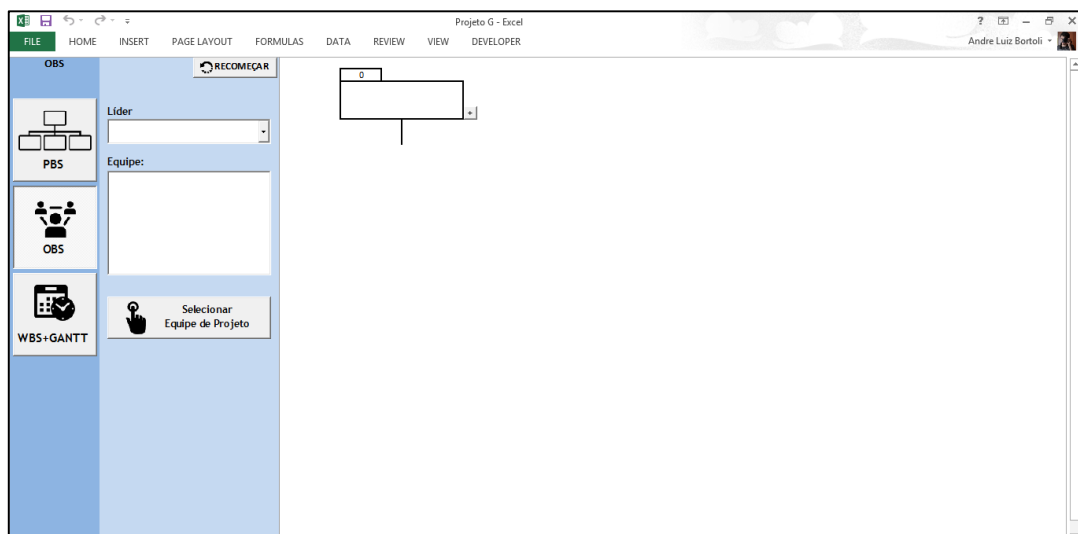 Projeto G - Excel
?
FILE HOME INSERT PAGE LAYOUT FORMULAS DATA REVIEW VIEW DEVELOPER
Andre Luiz Bortoli
OBS
RECOMEÇAR
0
+
Líder
PBS
Equipe:
OBS
Selecionar
Equipe de Projeto
WBS+GANTT